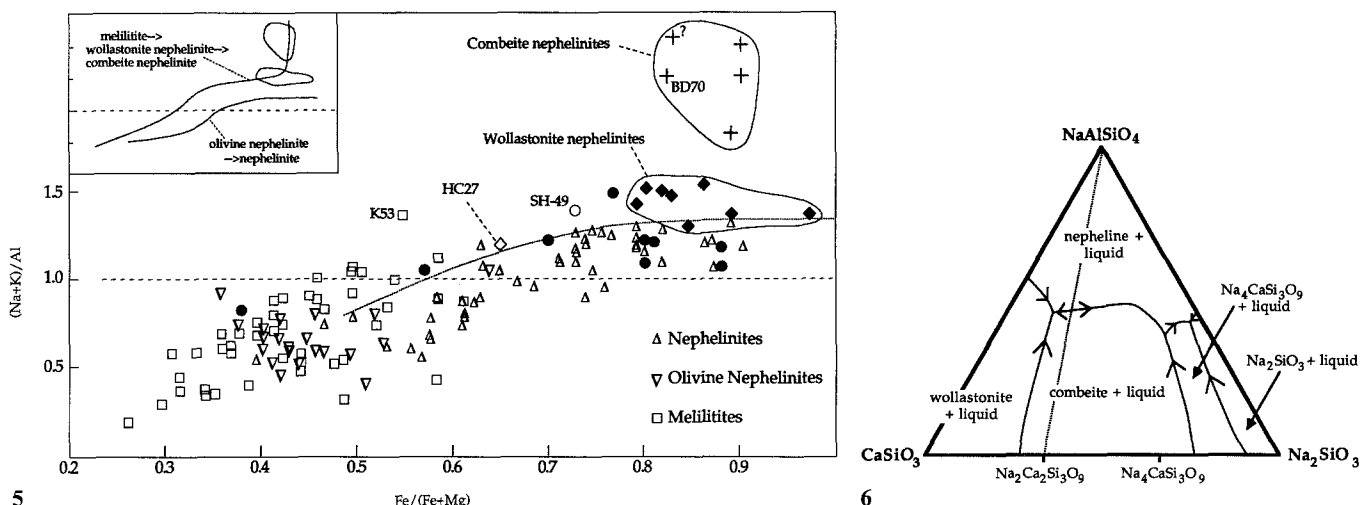 melilitite-->
wollastonite nephelinite-->
combeite nephelinite
olivine nephelinite
-->nephelinite
Combeite nephelinites
?
BD70
Wollastonite nephelinites
HC27
SH-49
K53
1.5
1.0
0.5
(Na+K)/Al
Nephelinites
Olivine Nephelinites
Melilitites
0.2 0.3 0.4 0.5 0.6 0.7 0.8 0.9
Fe/(Fe+Mg)
5
NaAlSiO4
nepheline +
liquid
Na4CaSi3O9
+ liquid
Na2SiO3 + liquid
wollastonite
+ liquid
combeite + liquid
CaSiO3
Na2SiO3
Na2Ca2Si3O9
Na4CaSi3O9
6